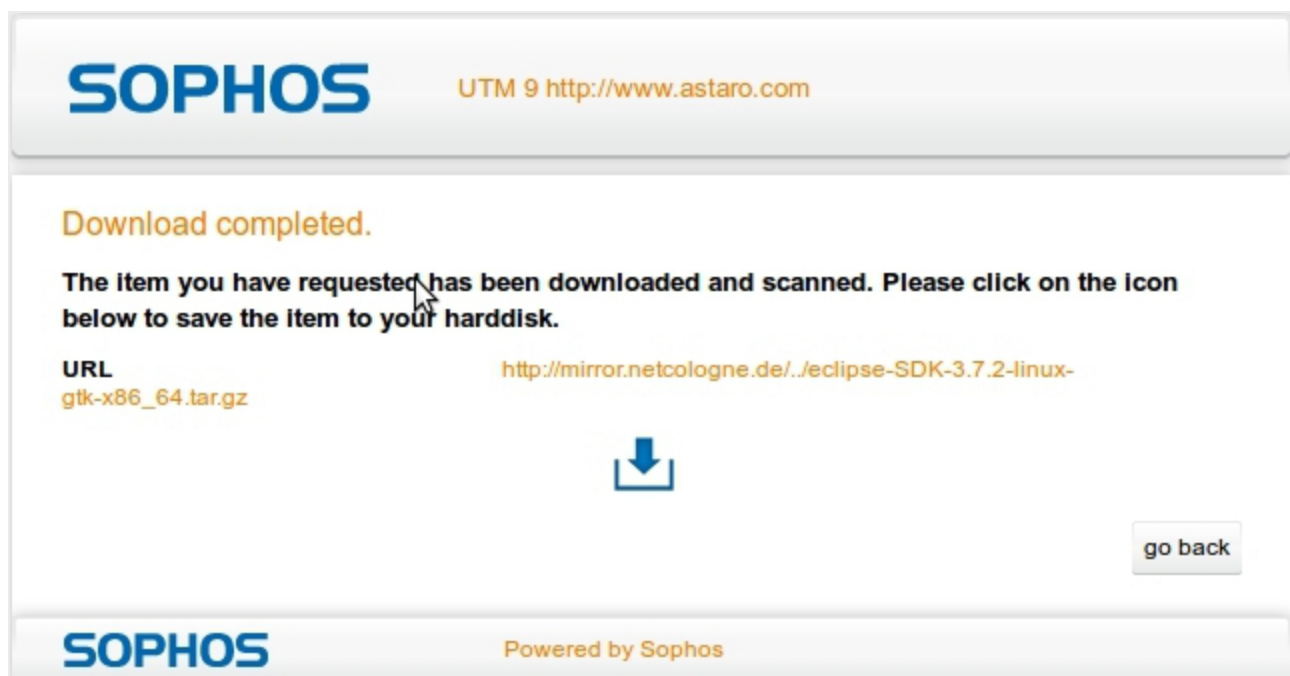 SOPHOS UTM 9 http://www.astaro.com
Download completed.
The item you have requested has been downloaded and scanned. Please click on the icon
below to save the item to your harddisk.
URL http://mirror.netcologne.de/../eclipse-SDK-3.7.2-linux-
gtk-x86_64.tar.gz
go back
SOPHOS Powered by Sophos